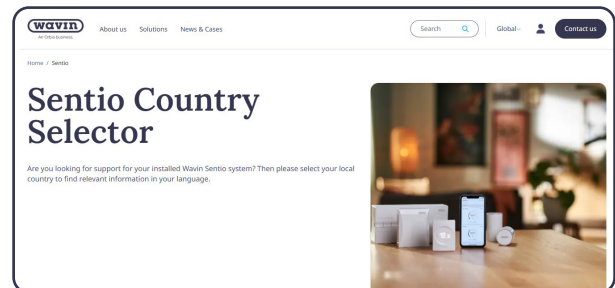 wavin
An Orbia business.
About us
Solutions
News & Cases
Search
Global
Contact us
Home / Sentio
Sentio Country
Selector
Are you looking for support for your installed Wavin Sentio system? Then please select your local
country to find relevant information in your language.